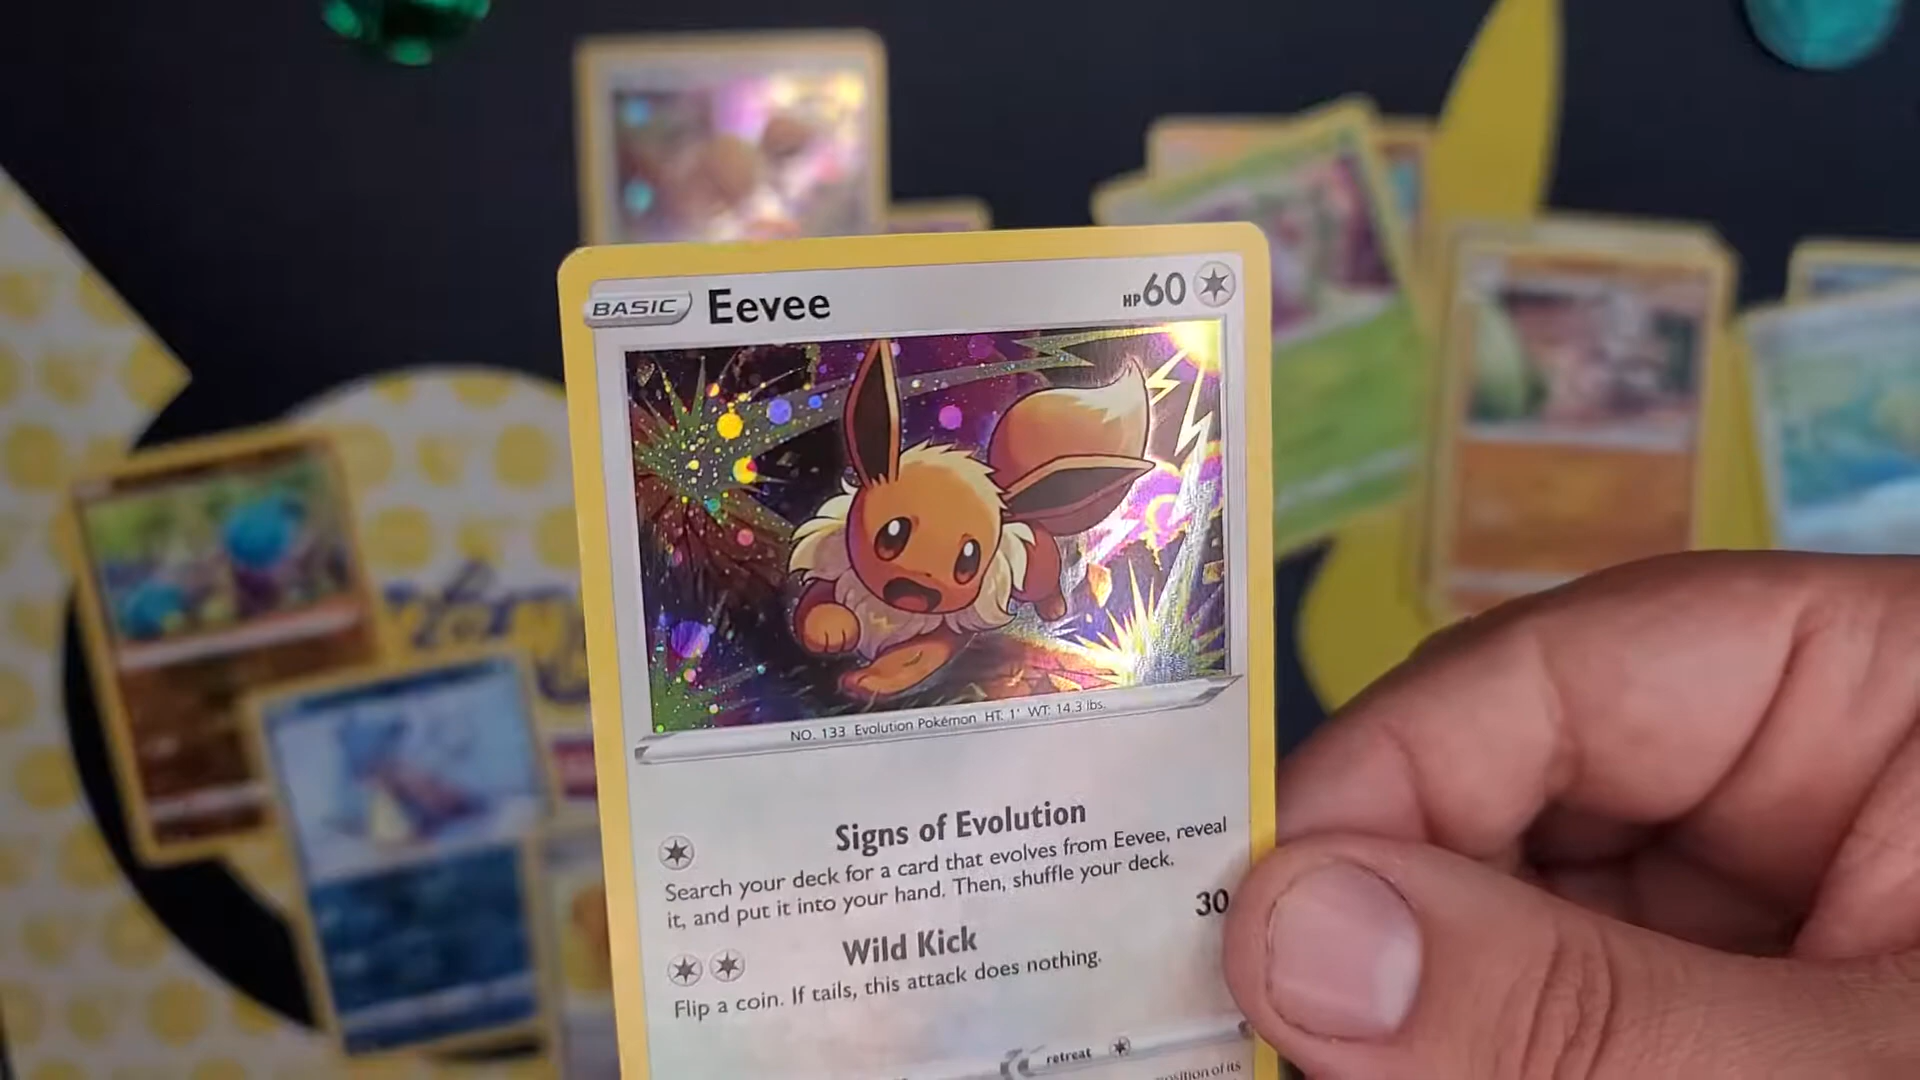 BASIC Eevee HP60
NO. 133 Evolution Pokémon HT: 1' WT: 14.3 lbs.
Signs of Evolution
Search your deck for a card that evolves from Eevee, reveal
it, and put it into your hand. Then, shuffle your deck.
Wild Kick 30
Flip a coin. If tails, this attack does nothing.
retreat
of its